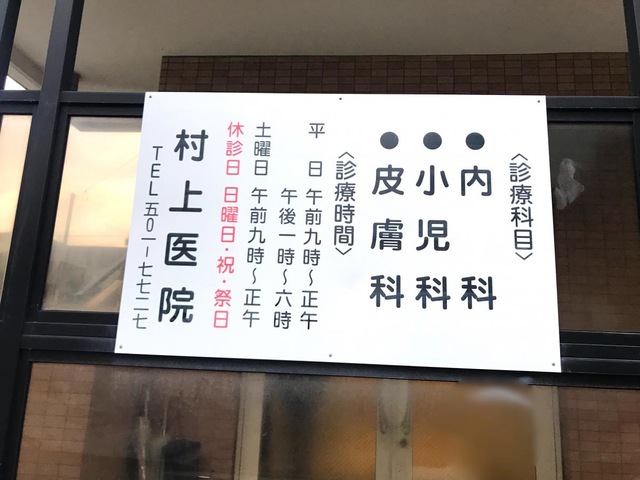 〈診療科目〉
●内科
●小児科
●皮膚科
〈診療時間〉
平日 午前九時～正午
午後一時～六時
土曜日 午前九時～正午
休診日 日曜日・祝・祭日
村上医院
TEL五〇一ー七七二七